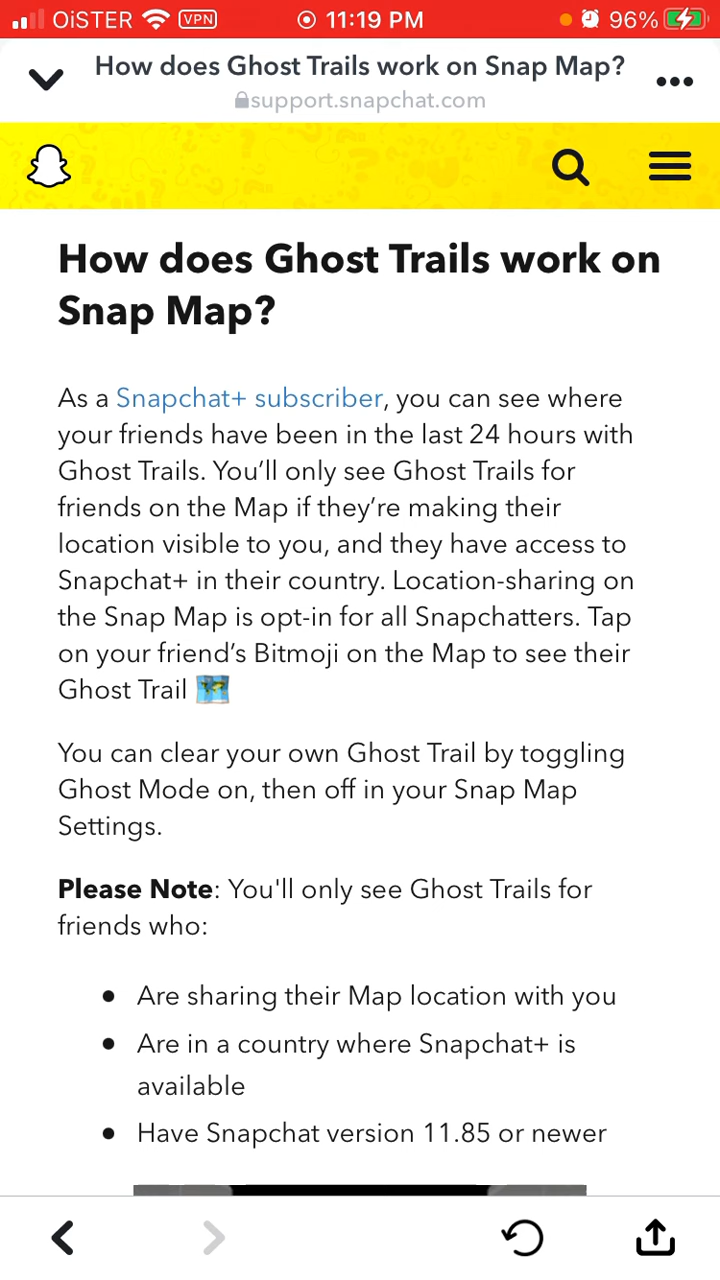 OiSTER VPN 11:19 PM 96%
How does Ghost Trails work on Snap Map?
support.snapchat.com
How does Ghost Trails work on
Snap Map?
As a Snapchat+ subscriber, you can see where
your friends have been in the last 24 hours with
Ghost Trails. You’ll only see Ghost Trails for
friends on the Map if they’re making their
location visible to you, and they have access to
Snapchat+ in their country. Location-sharing on
the Snap Map is opt-in for all Snapchatters. Tap
on your friend’s Bitmoji on the Map to see their
Ghost Trail 🗺️
You can clear your own Ghost Trail by toggling
Ghost Mode on, then off in your Snap Map
Settings.
Please Note: You'll only see Ghost Trails for
friends who:
• Are sharing their Map location with you
• Are in a country where Snapchat+ is
available
• Have Snapchat version 11.85 or newer